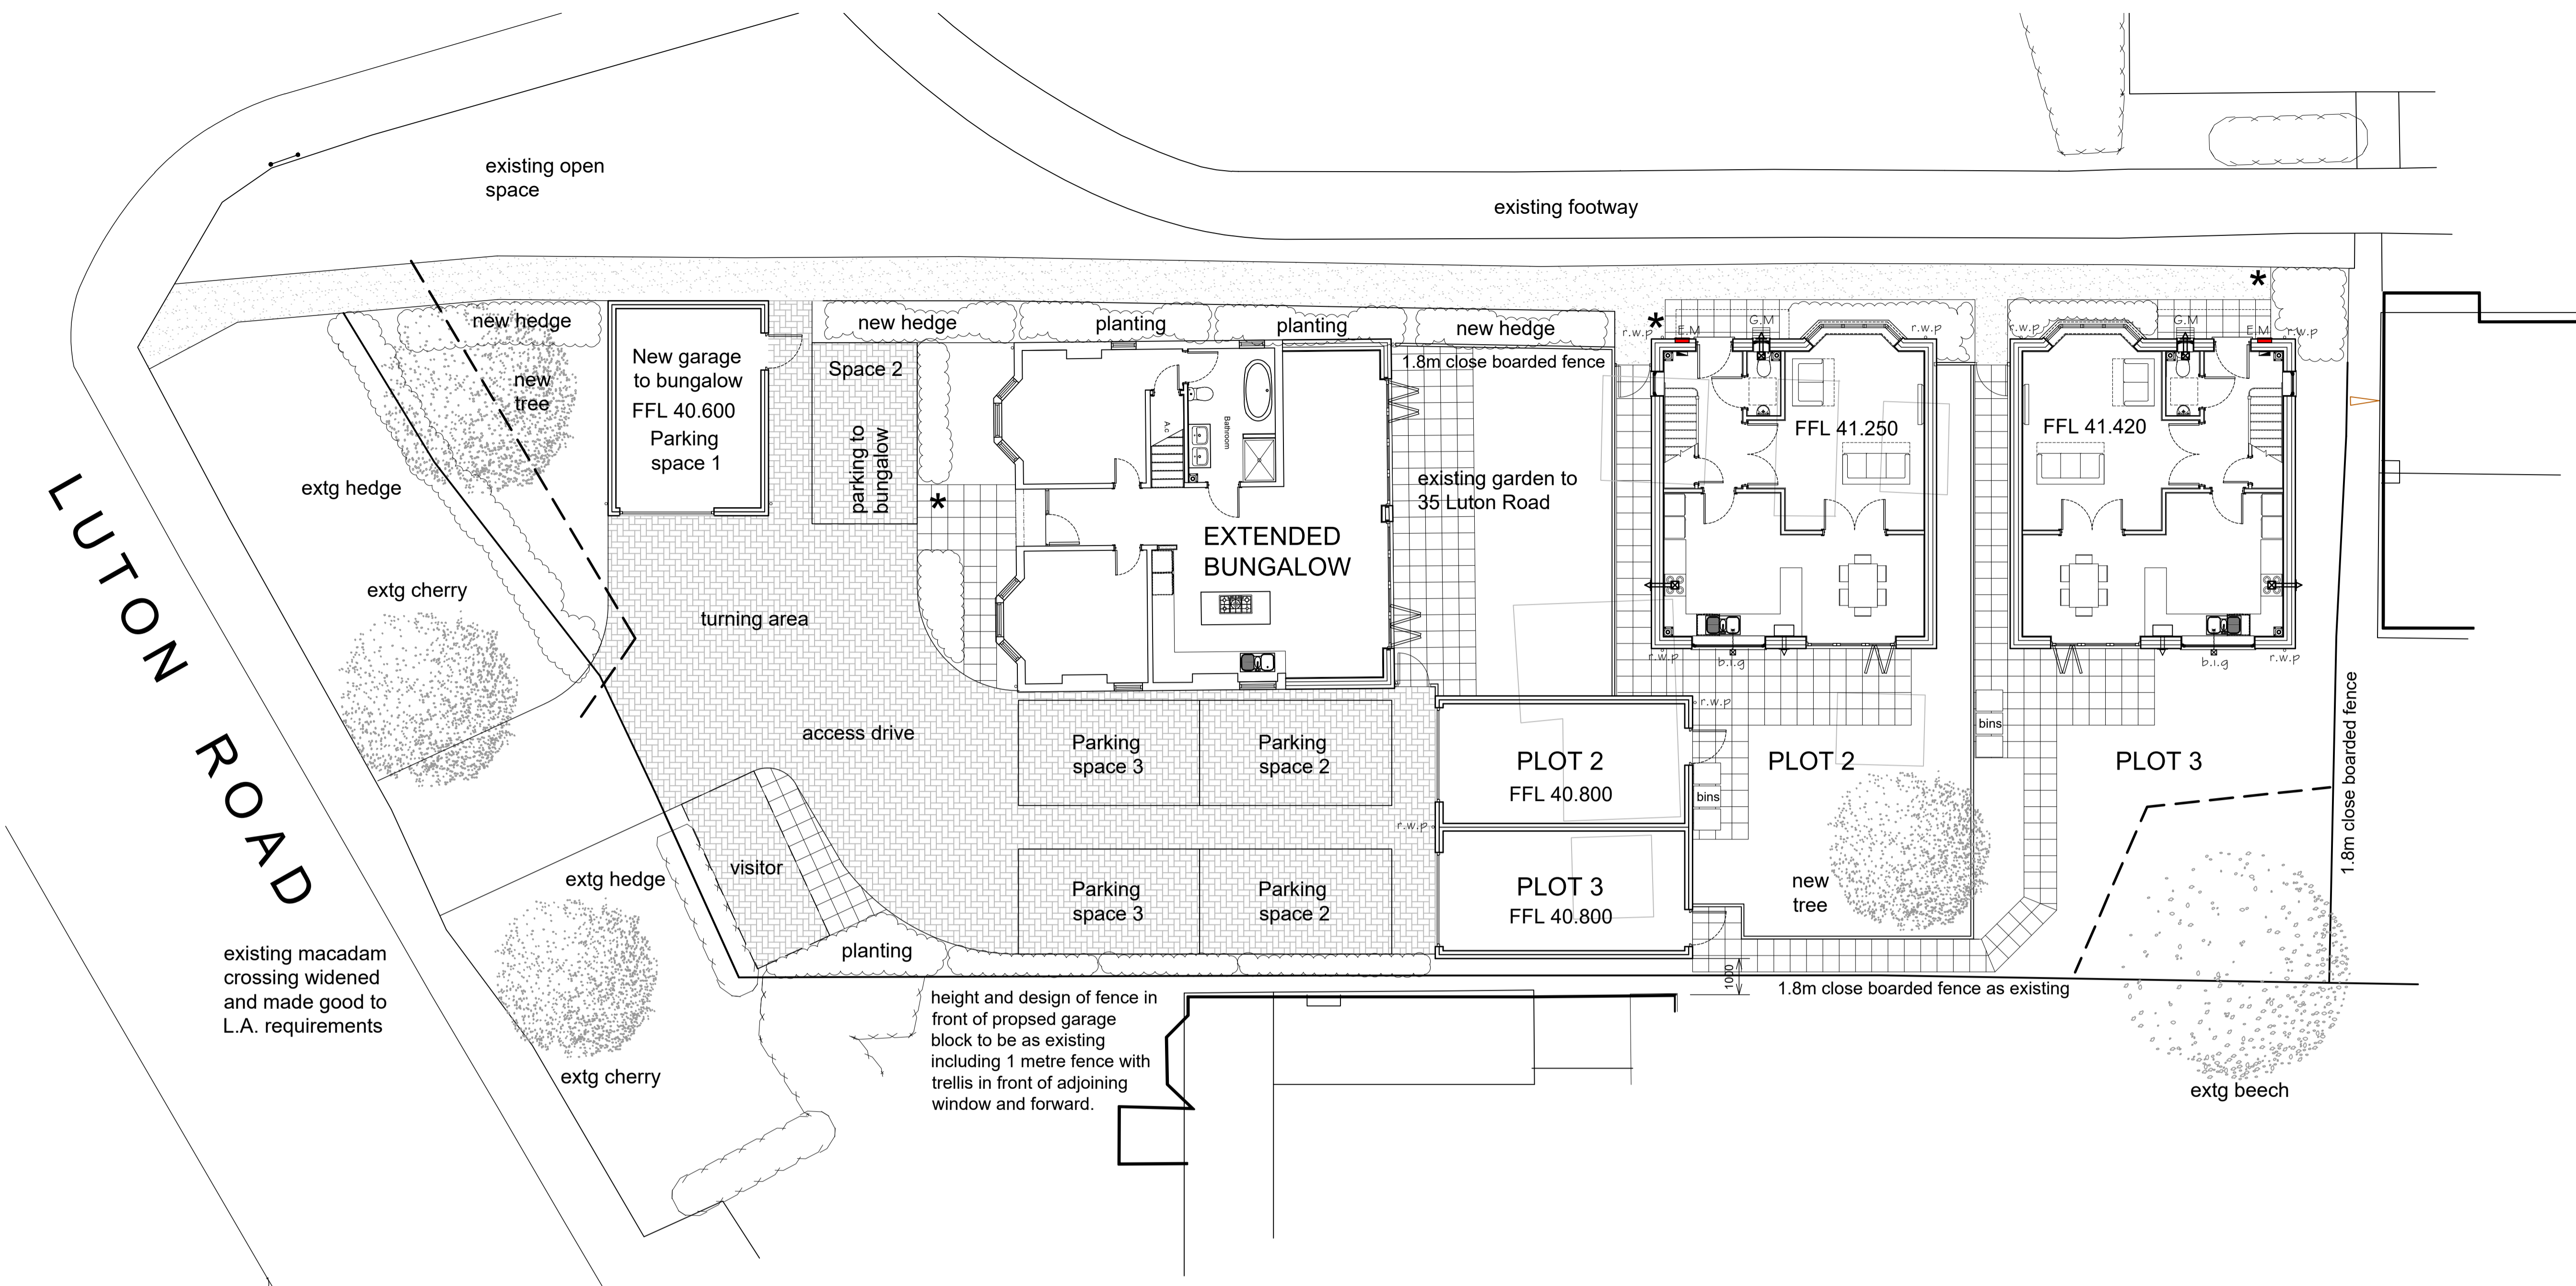 existing open
space
existing footway
new hedge
new
tree
New garage
to bungalow
FFL 40.600
Parking
space 1
Space 2
parking to
bungalow
new hedge
planting
planting
new hedge
1.8m close boarded fence
A.c
Bathroom
existing garden to
35 Luton Road
EXTENDED
BUNGALOW
*
*
*
r.w.p
E.M
G.M
r.w.p
FFL 41.250
r.w.p
G.M
E.M
r.w.p
FFL 41.420
r.w.p
b.i.g
b.i.g
r.w.p
LUTON ROAD
extg hedge
extg cherry
turning area
access drive
Parking
space 3
Parking
space 2
r.w.p
PLOT 2
FFL 40.800
r.w.p
bins
PLOT 2
bins
PLOT 3
1.8m close boarded fence
visitor
extg hedge
Parking
space 3
Parking
space 2
PLOT 3
FFL 40.800
new
tree
planting
existing macadam
crossing widened
and made good to
L.A. requirements
extg cherry
height and design of fence in
front of propsed garage
block to be as existing
including 1 metre fence with
trellis in front of adjoining
window and forward.
1000
1.8m close boarded fence as existing
extg beech